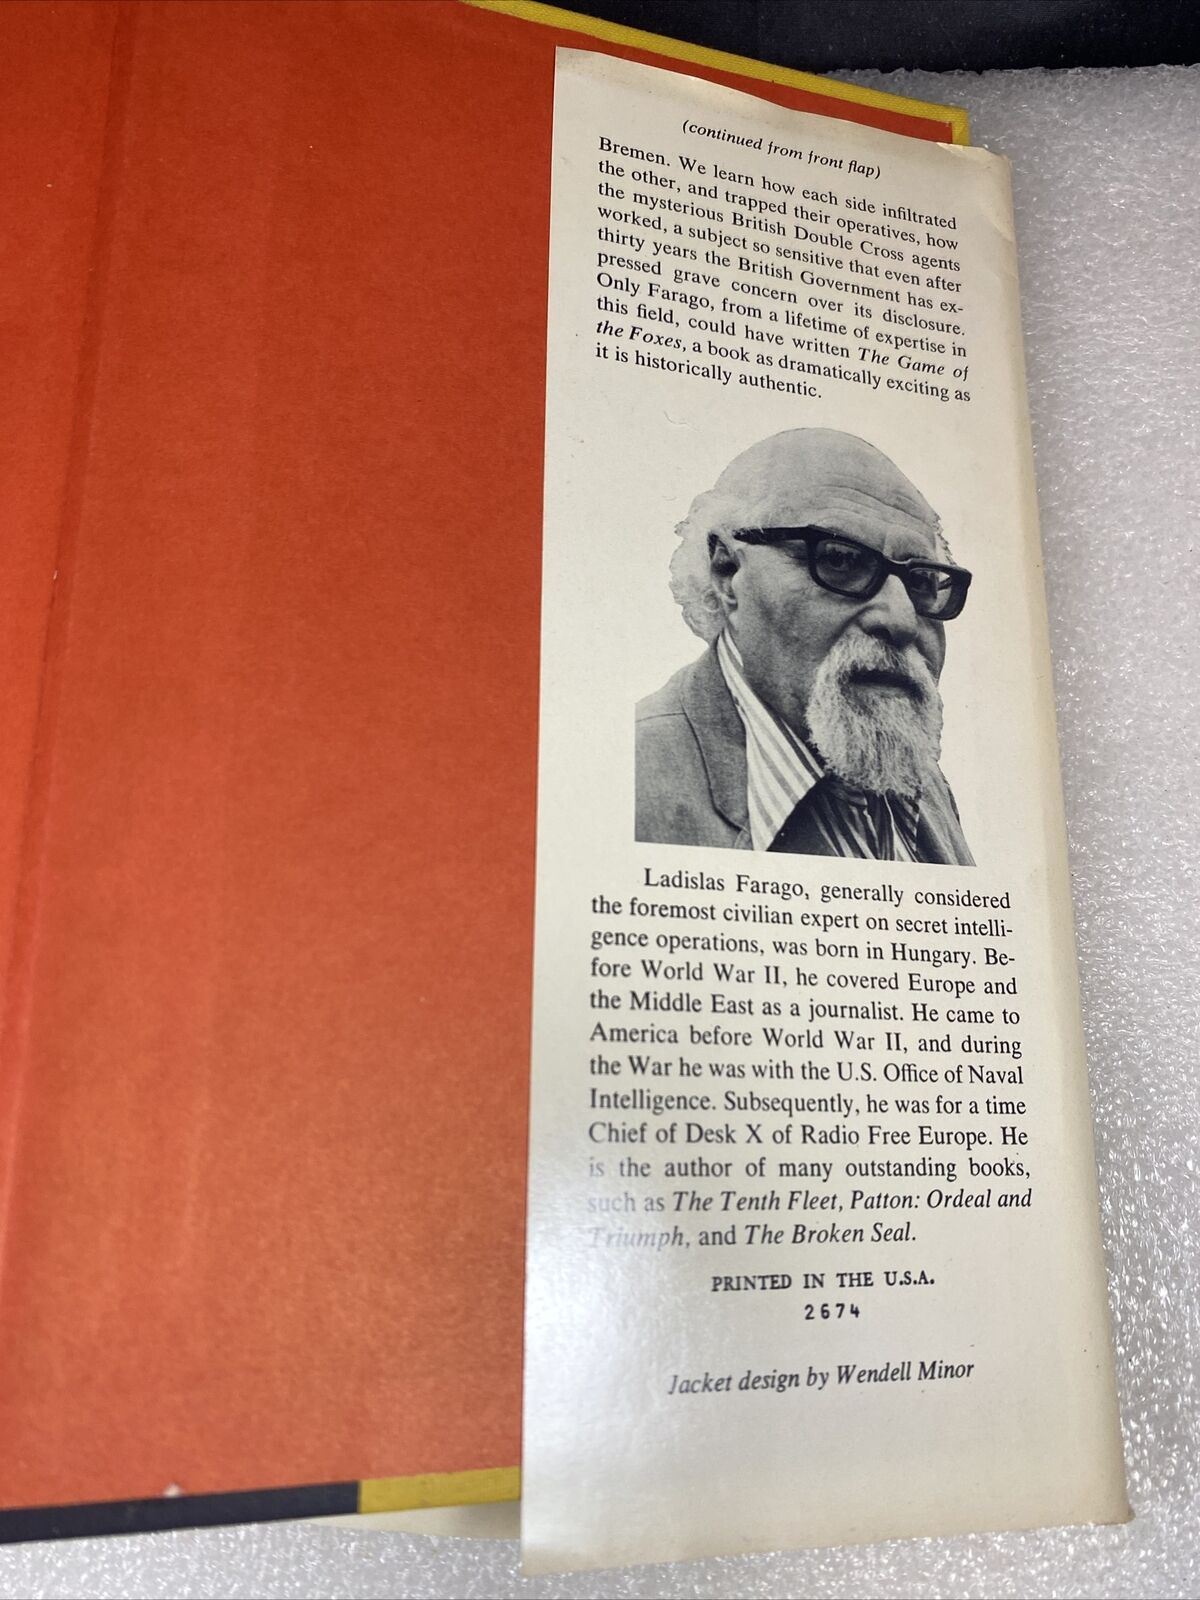 (continued from front flap)
Bremen. We learn how each side infiltrated
the other, and trapped their operatives, how
the mysterious British Double Cross agents
worked, a subject so sensitive that even after
thirty years the British Government has ex-
pressed grave concern over its disclosure.
Only Farago, from a lifetime of expertise in
this field, could have written The Game of
the Foxes, a book as dramatically exciting as
it is historically authentic.
Ladislas Farago, generally considered
the foremost civilian expert on secret intelli-
gence operations, was born in Hungary. Be-
fore World War II, he covered Europe and
the Middle East as a journalist. He came to
America before World War II, and during
the War he was with the U.S. Office of Naval
Intelligence. Subsequently, he was for a time
Chief of Desk X of Radio Free Europe. He
is the author of many outstanding books,
such as The Tenth Fleet, Patton: Ordeal and
Triumph, and The Broken Seal.
PRINTED IN THE U.S.A.
2674
Jacket design by Wendell Minor